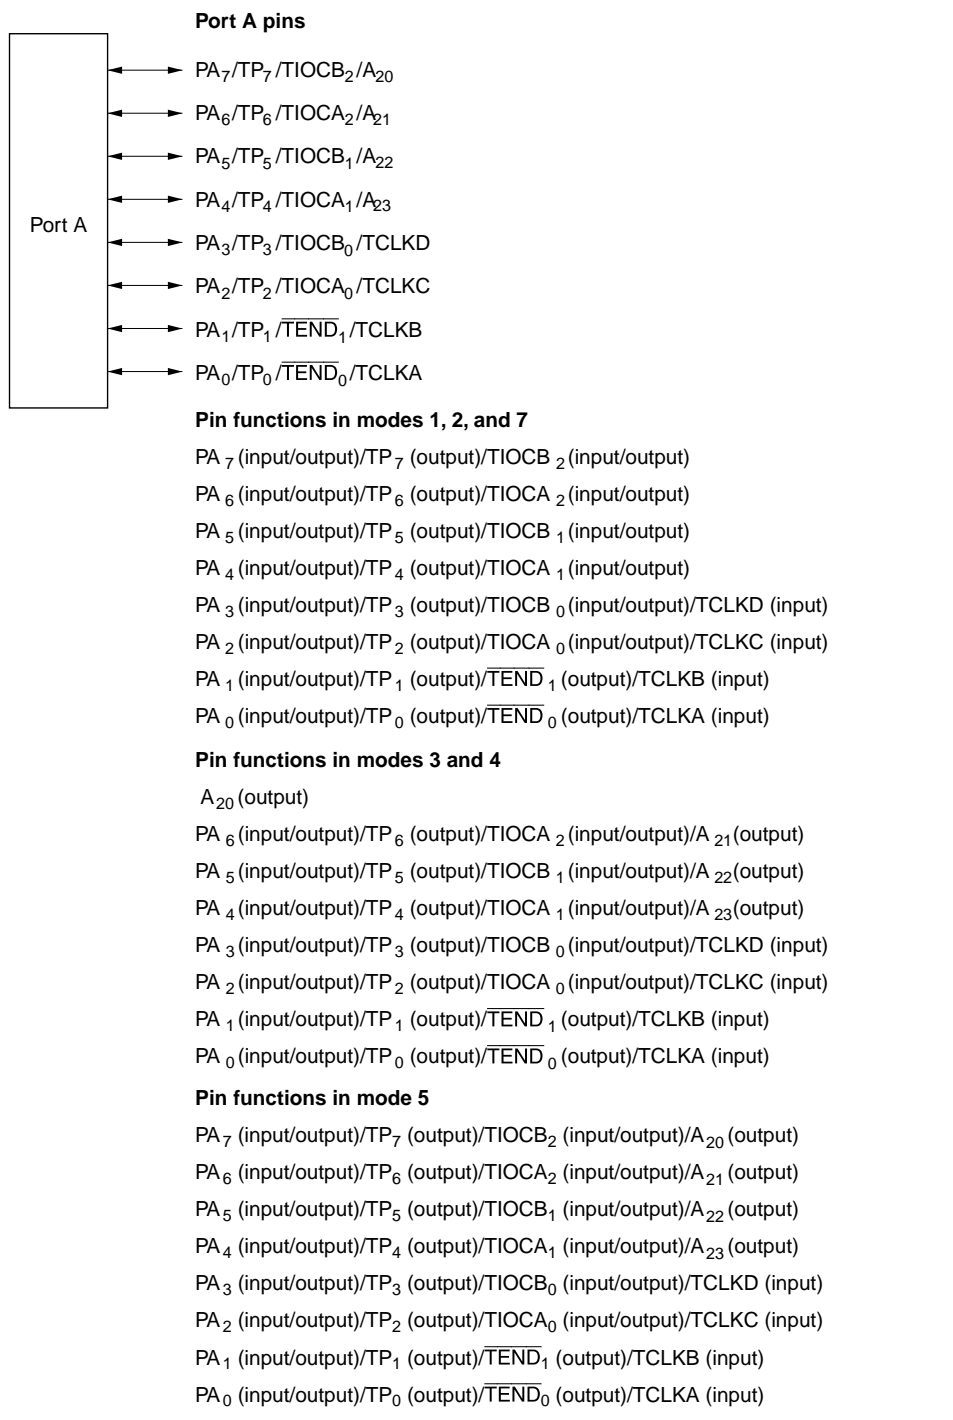 Port A pins
PA₇/TP₇/TIOCB₂/A₂₀
PA₆/TP₆/TIOCA₂/A₂₁
PA₅/TP₅/TIOCB₁/A₂₂
PA₄/TP₄/TIOCA₁/A₂₃
Port A
PA₃/TP₃/TIOCB₀/TCLKD
PA₂/TP₂/TIOCA₀/TCLKC
PA₁/TP₁/T̅E̅N̅D̅₁/TCLKB
PA₀/TP₀/T̅E̅N̅D̅₀/TCLKA
Pin functions in modes 1, 2, and 7
PA₇ (input/output)/TP₇ (output)/TIOCB₂ (input/output)
PA₆ (input/output)/TP₆ (output)/TIOCA₂ (input/output)
PA₅ (input/output)/TP₅ (output)/TIOCB₁ (input/output)
PA₄ (input/output)/TP₄ (output)/TIOCA₁ (input/output)
PA₃ (input/output)/TP₃ (output)/TIOCB₀ (input/output)/TCLKD (input)
PA₂ (input/output)/TP₂ (output)/TIOCA₀ (input/output)/TCLKC (input)
PA₁ (input/output)/TP₁ (output)/T̅E̅N̅D̅₁ (output)/TCLKB (input)
PA₀ (input/output)/TP₀ (output)/T̅E̅N̅D̅₀ (output)/TCLKA (input)
Pin functions in modes 3 and 4
A₂₀ (output)
PA₆ (input/output)/TP₆ (output)/TIOCA₂ (input/output)/A₂₁ (output)
PA₅ (input/output)/TP₅ (output)/TIOCB₁ (input/output)/A₂₂ (output)
PA₄ (input/output)/TP₄ (output)/TIOCA₁ (input/output)/A₂₃ (output)
PA₃ (input/output)/TP₃ (output)/TIOCB₀ (input/output)/TCLKD (input)
PA₂ (input/output)/TP₂ (output)/TIOCA₀ (input/output)/TCLKC (input)
PA₁ (input/output)/TP₁ (output)/T̅E̅N̅D̅₁ (output)/TCLKB (input)
PA₀ (input/output)/TP₀ (output)/T̅E̅N̅D̅₀ (output)/TCLKA (input)
Pin functions in mode 5
PA₇ (input/output)/TP₇ (output)/TIOCB₂ (input/output)/A₂₀ (output)
PA₆ (input/output)/TP₆ (output)/TIOCA₂ (input/output)/A₂₁ (output)
PA₅ (input/output)/TP₅ (output)/TIOCB₁ (input/output)/A₂₂ (output)
PA₄ (input/output)/TP₄ (output)/TIOCA₁ (input/output)/A₂₃ (output)
PA₃ (input/output)/TP₃ (output)/TIOCB₀ (input/output)/TCLKD (input)
PA₂ (input/output)/TP₂ (output)/TIOCA₀ (input/output)/TCLKC (input)
PA₁ (input/output)/TP₁ (output)/T̅E̅N̅D̅₁ (output)/TCLKB (input)
PA₀ (input/output)/TP₀ (output)/T̅E̅N̅D̅₀ (output)/TCLKA (input)